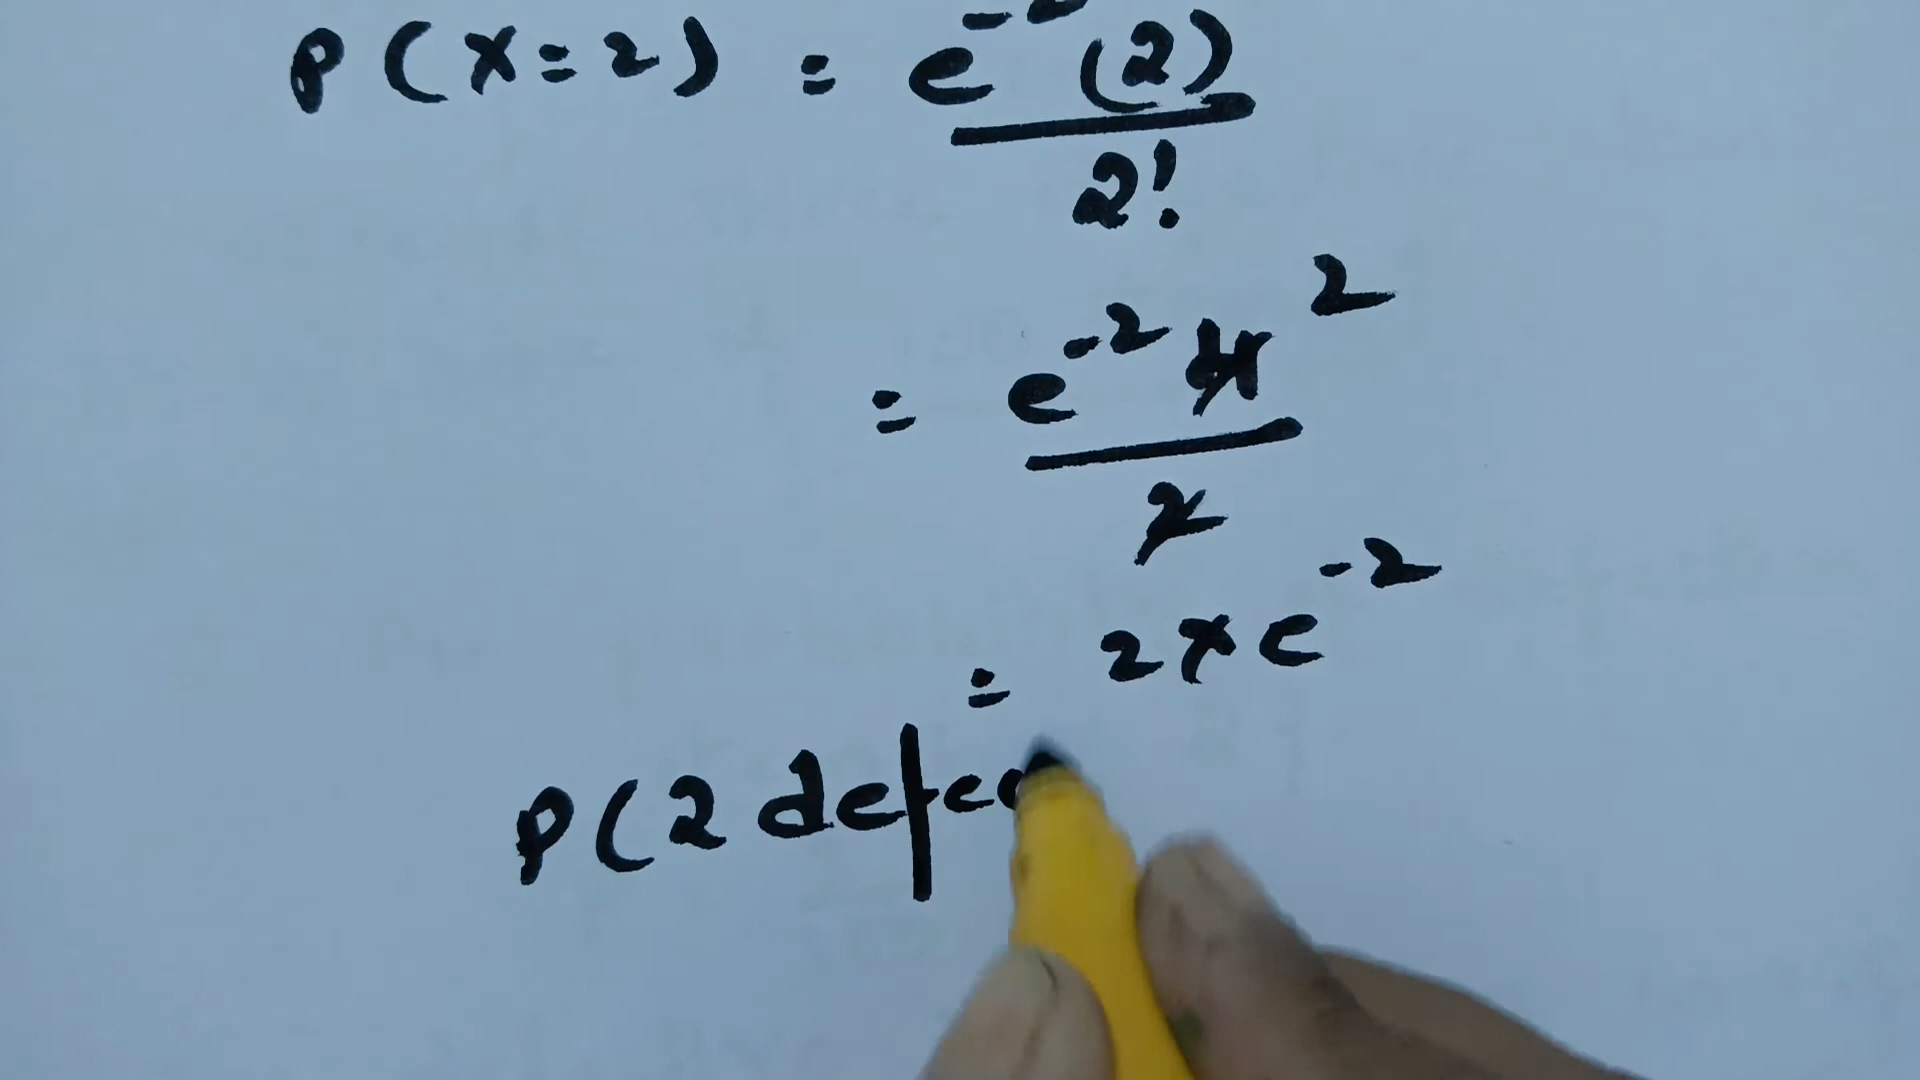 P(X=2) = e⁻²(2)
2!
= e⁻² 4 2
2
= 2 × e⁻²
P(2 defec